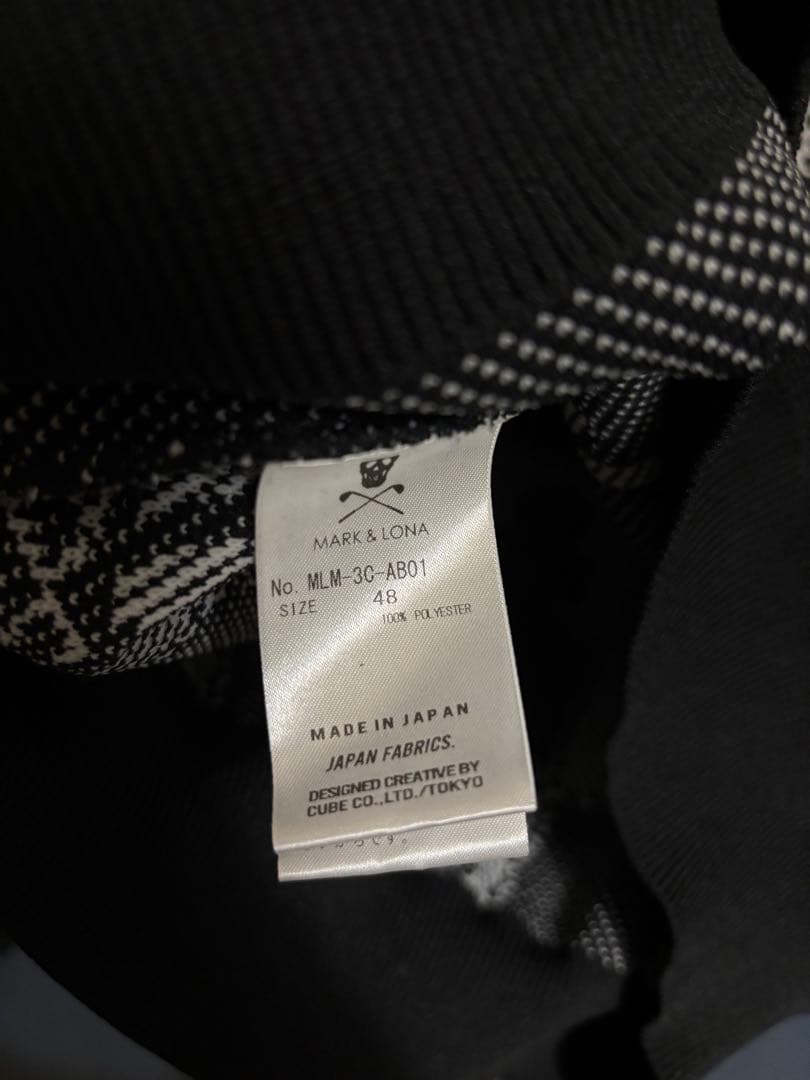 MARK & LONA
No. MLM-3C-AB01
SIZE 48
100% POLYESTER
MADE IN JAPAN
JAPAN FABRICS.
DESIGNED CREATIVE BY
CUBE CO.,LTD./TOKYO